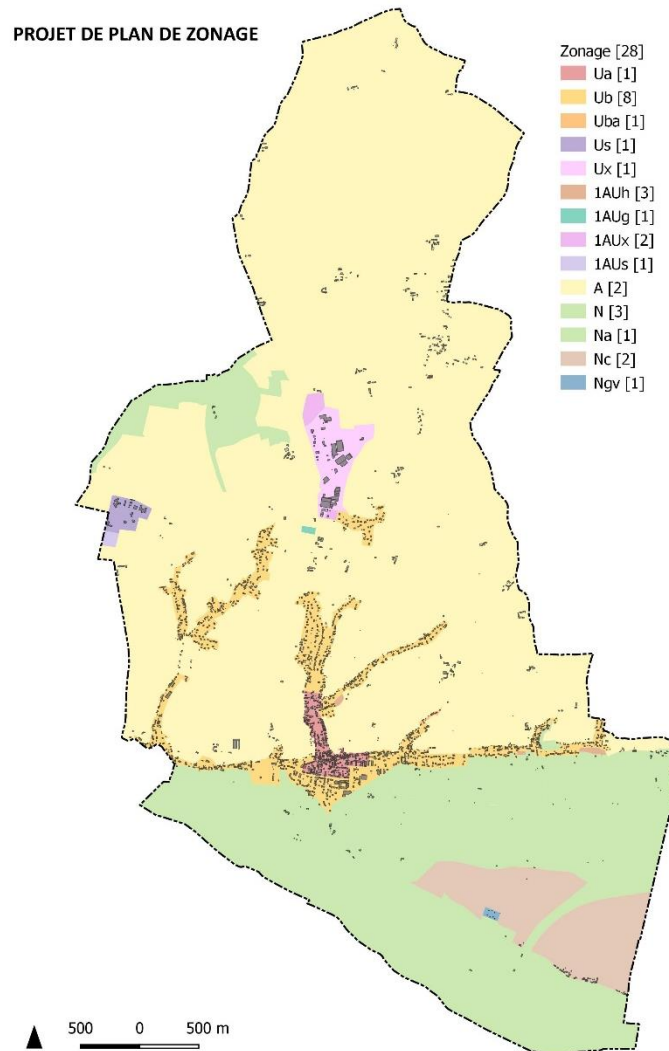 PROJET DE PLAN DE ZONAGE
Zonage [28]
Ua [1]
Ub [8]
Uba [1]
Us [1]
Ux [1]
1AUh [3]
1AUg [1]
1AUx [2]
1AUs [1]
A [2]
N [3]
Na [1]
Nc [2]
Ngv [1]
500 0 500 m